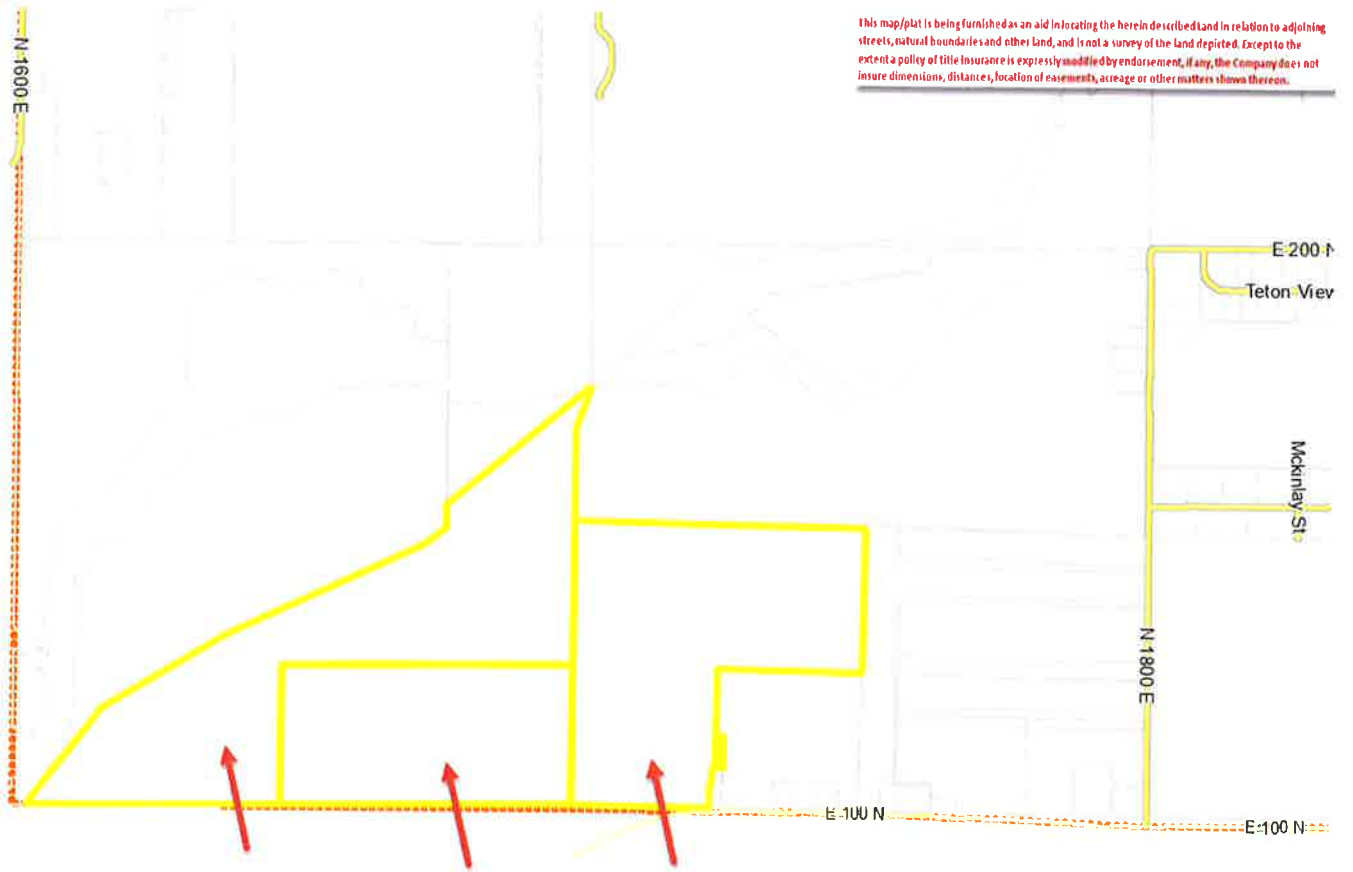 This map/plat is being furnished as an aid in locating the herein described Land in relation to adjoining
streets, natural boundaries and other land, and is not a survey of the land depicted. Except to the
extent a policy of title insurance is expressly modified by endorsement, if any, the Company does not
insure dimensions, distances, location of easements, acreage or other matters shown thereon.
N 1600 E
E 200 N
Teton Viev
Mckinlay St
N 1800 E
E 100 N
E 100 N